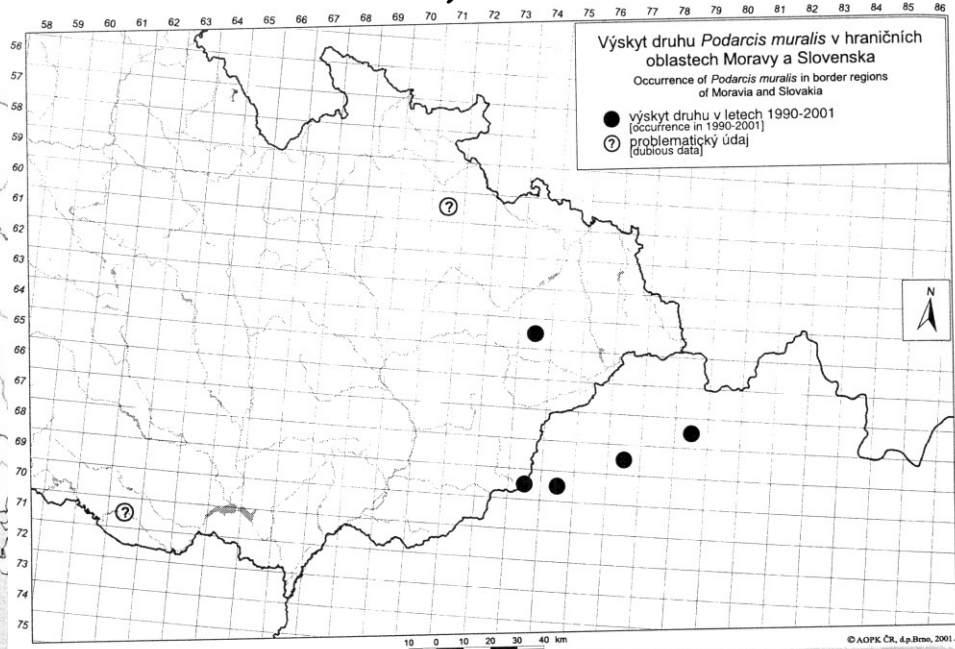 58 59 60 61 62 63 64 65 66 67 68 69 70 71 72 73 74 75 76 77 78 79 80 81 82 83 84 85 86
Výskyt druhu Podarcis muralis v hraničních
oblastech Moravy a Slovenska
Occurrence of Podarcis muralis in border regions
of Moravia and Slovakia
výskyt druhu v letech 1990-2001
[occurrence in 1990-2001]
? problematický údaj
[dubious data]
56
57
58
59
60
61
62
63
64
65
66
67
68
69
70
71
72
73
74
75
?
N
?
10 0 10 20 30 40 km
© AOPK ČR, d.p.Brno, 2001